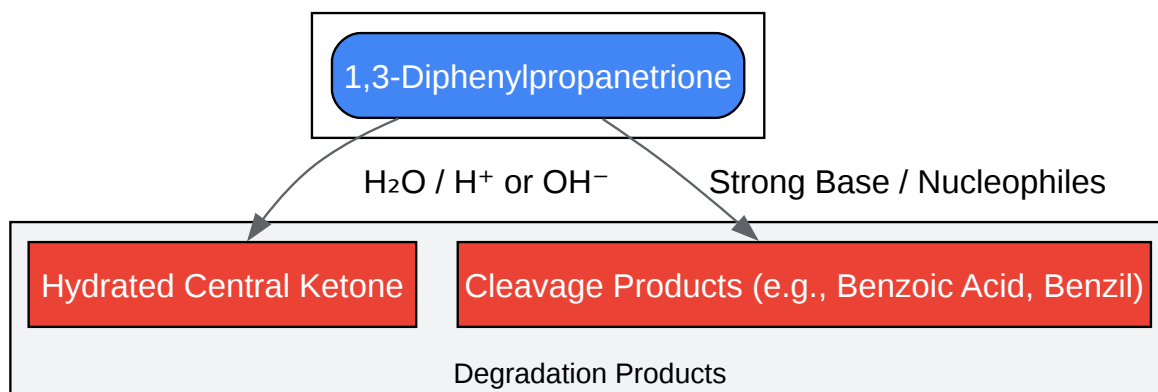 1,3-Diphenylpropanetrione
H₂O / H⁺ or OH⁻
Strong Base / Nucleophiles
Hydrated Central Ketone
Cleavage Products (e.g., Benzoic Acid, Benzil)
Degradation Products